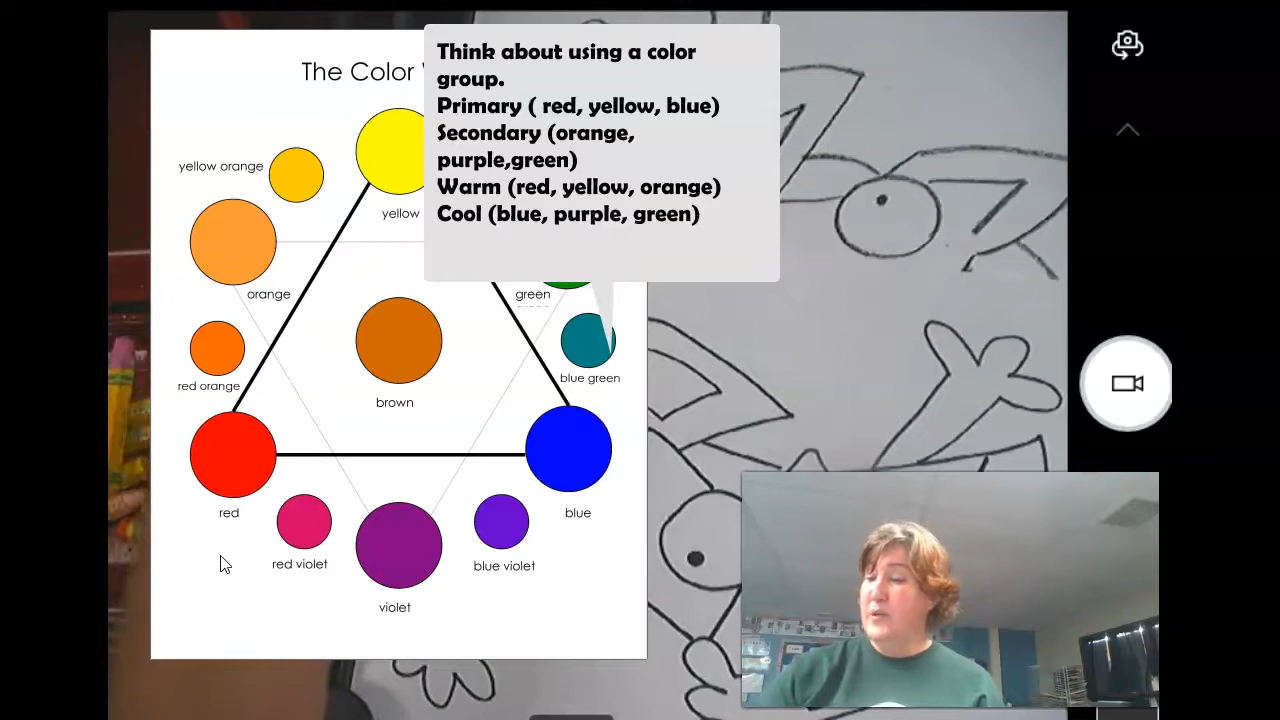 The Color
Think about using a color
group.
Primary ( red, yellow, blue)
Secondary (orange,
purple,green)
Warm (red, yellow, orange)
Cool (blue, purple, green)
yellow orange
yellow
orange
green
red orange
blue green
brown
red
blue
red violet
blue violet
violet